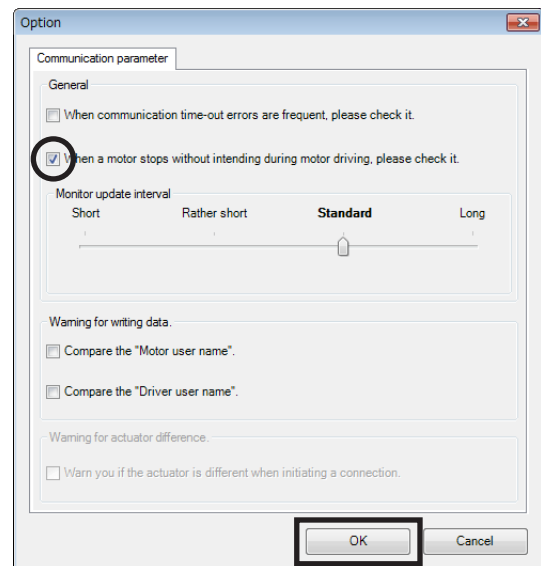 Option
Communication parameter
General
When communication time-out errors are frequent, please check it.
When a motor stops without intending during motor driving, please check it.
Monitor update interval
Short Rather short Standard Long
Warning for writing data.
Compare the "Motor user name".
Compare the "Driver user name".
Warning for actuator difference.
Warn you if the actuator is different when initiating a connection.
OK Cancel